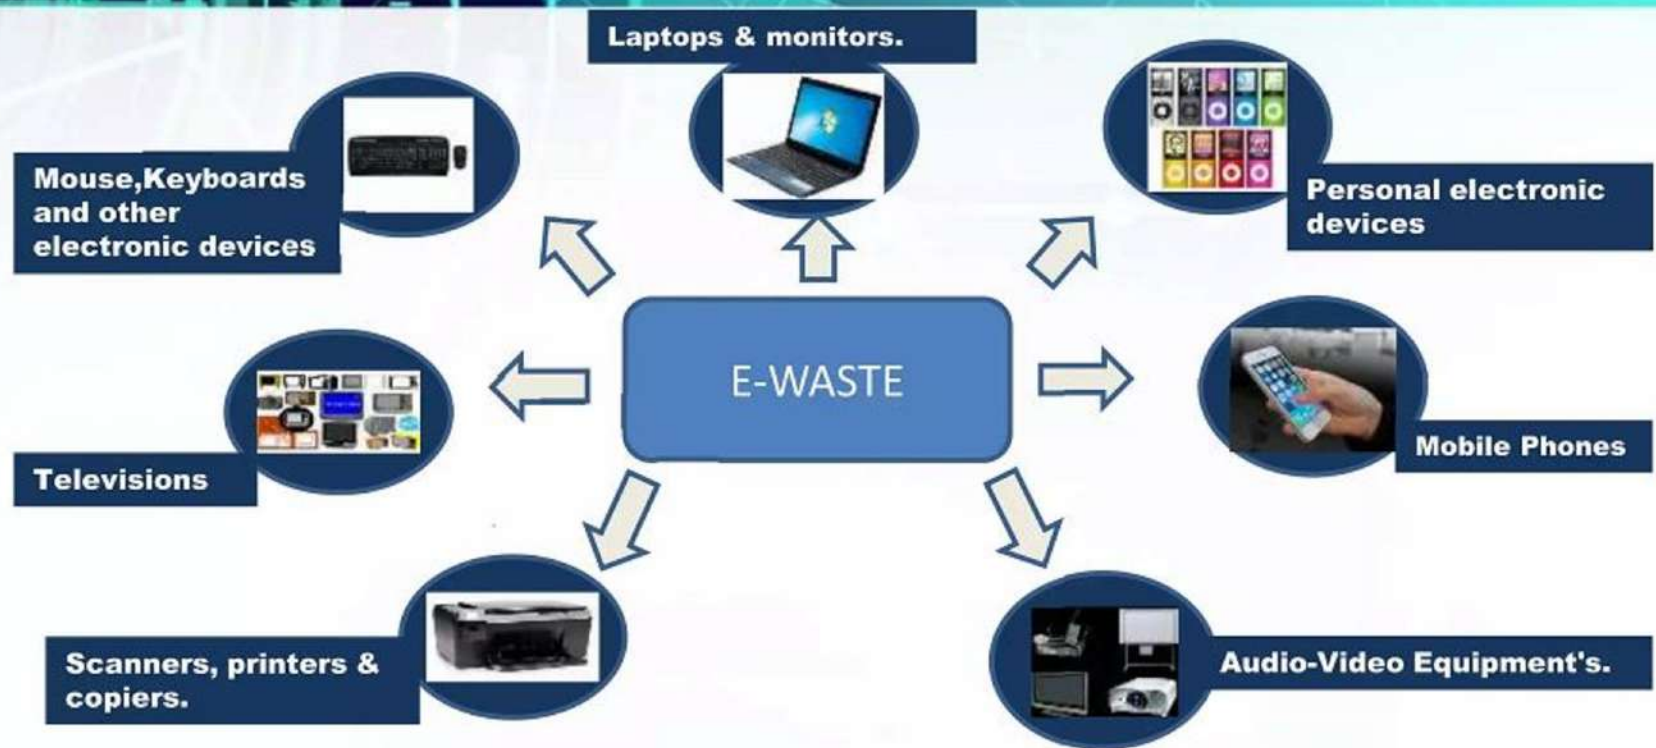 Laptops & monitors.
Mouse,Keyboards
and other
electronic devices
Personal electronic
devices
E-WASTE
Televisions
Mobile Phones
Scanners, printers &
copiers.
Audio-Video Equipment's.